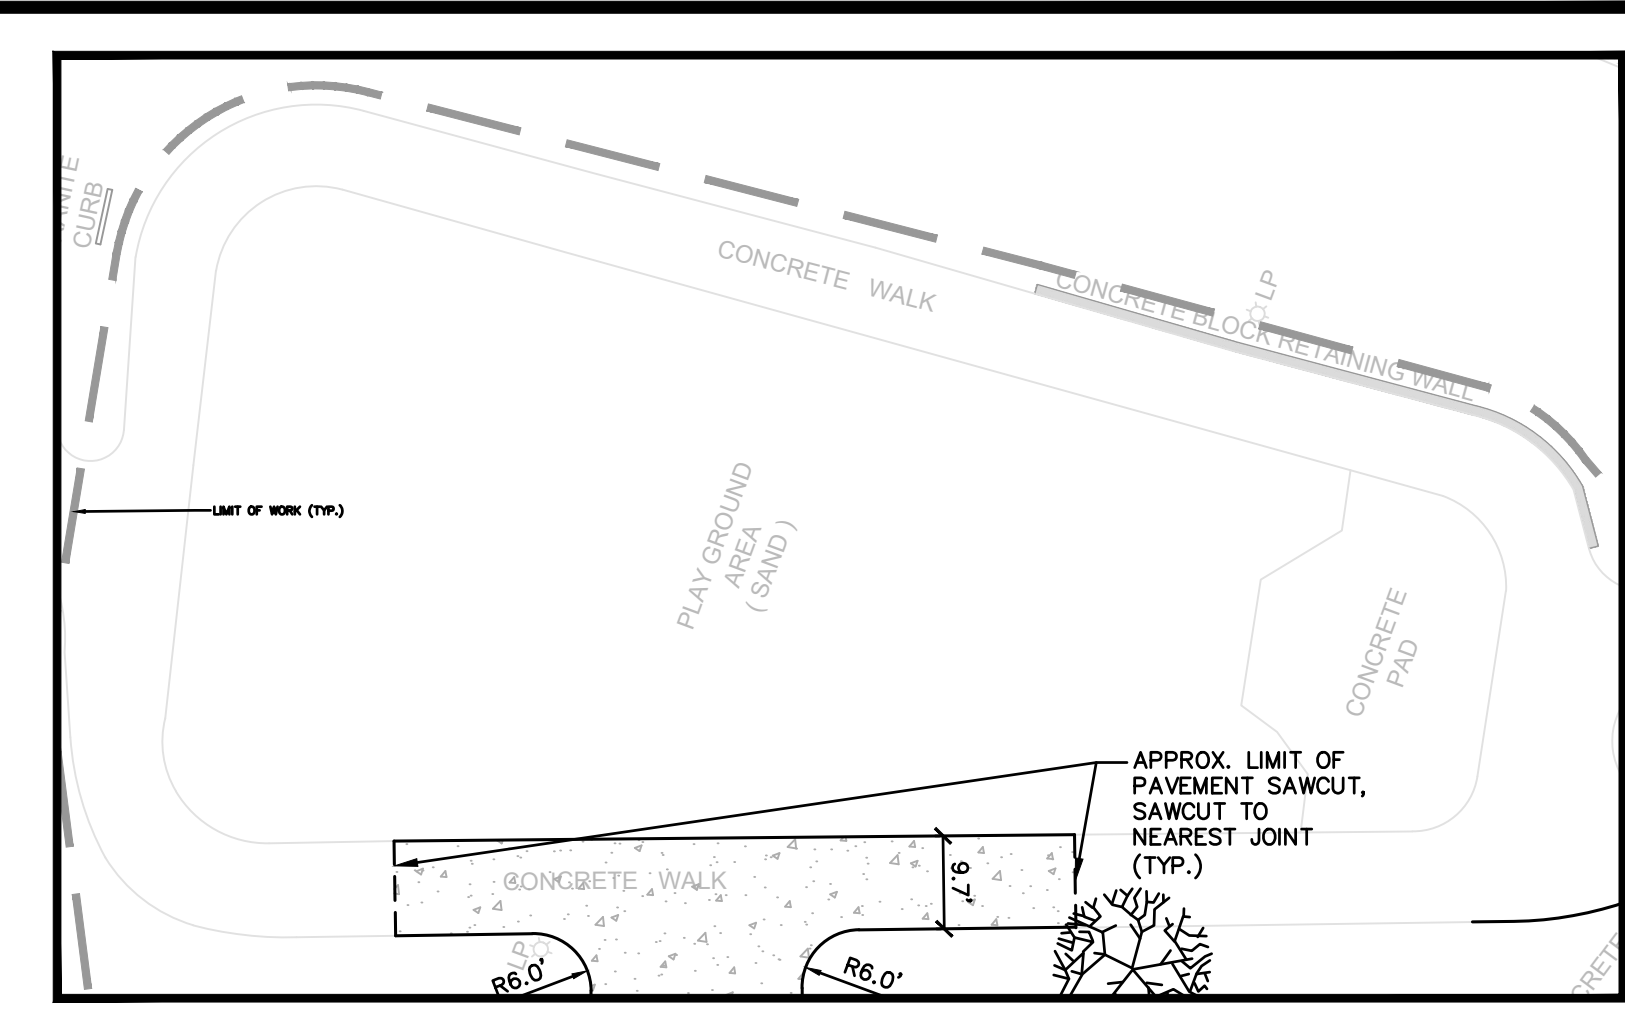 CURB
CONCRETE WALK
LP
CONCRETE BLOCK RETAINING WALL
LIMIT OF WORK (TYP.)
PLAY GROUND
AREA
( SAND )
CONCRETE
PAD
APPROX. LIMIT OF
PAVEMENT SAWCUT,
SAWCUT TO
NEAREST JOINT
(TYP.)
9.7'
CONCRETE WALK
LP
R6.0'
R6.0'